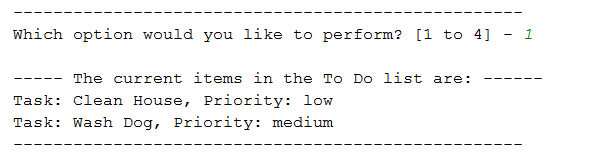 ---------------------------------------------------
Which option would you like to perform? [1 to 4] - 1
----- The current items in the To Do list are: ------
Task: Clean House, Priority: low
Task: Wash Dog, Priority: medium
---------------------------------------------------